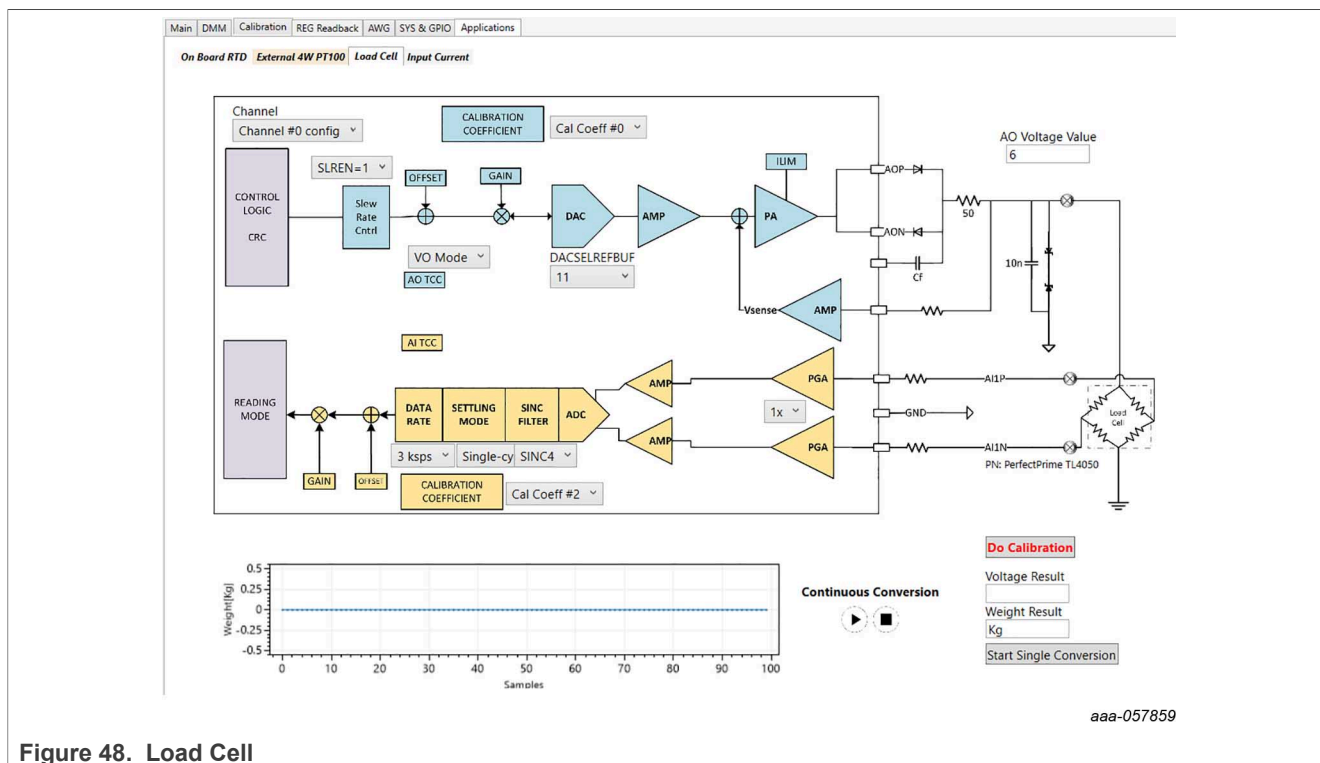 Main DMM Calibration REG Readback AWG SYS & GPIO Applications
On Board RTD External 4W PT100 Load Cell Input Current
Channel
Channel #0 config
CALIBRATION
COEFFICIENT
Cal Coeff #0
AO Voltage Value
6
SLREN=1
OFFSET
GAIN
ILIM
CONTROL
LOGIC
CRC
Slew
Rate
Cntrl
DAC
AMP
PA
AOP
AON
50
VO Mode
AO TCC
DACSELREFBUF
11
Cf
10n
Vsense
AMP
AI TCC
READING
MODE
DATA
RATE
SETTLING
MODE
SINC
FILTER
ADC
AMP
AMP
PGA
1x
PGA
AI1P
GND
AI1N
Load
Cell
PN: PerfectPrime TL4050
3 ksps
Single-cy
SINC4
GAIN
OFFSET
CALIBRATION
COEFFICIENT
Cal Coeff #2
Do Calibration
Voltage Result
Weight Result
Kg
Start Single Conversion
Continuous Conversion
Weight[Kg]
0.5
0.25
0
-0.25
-0.5
0 10 20 30 40 50 60 70 80 90 100
Samples
aaa-057859
Figure 48. Load Cell